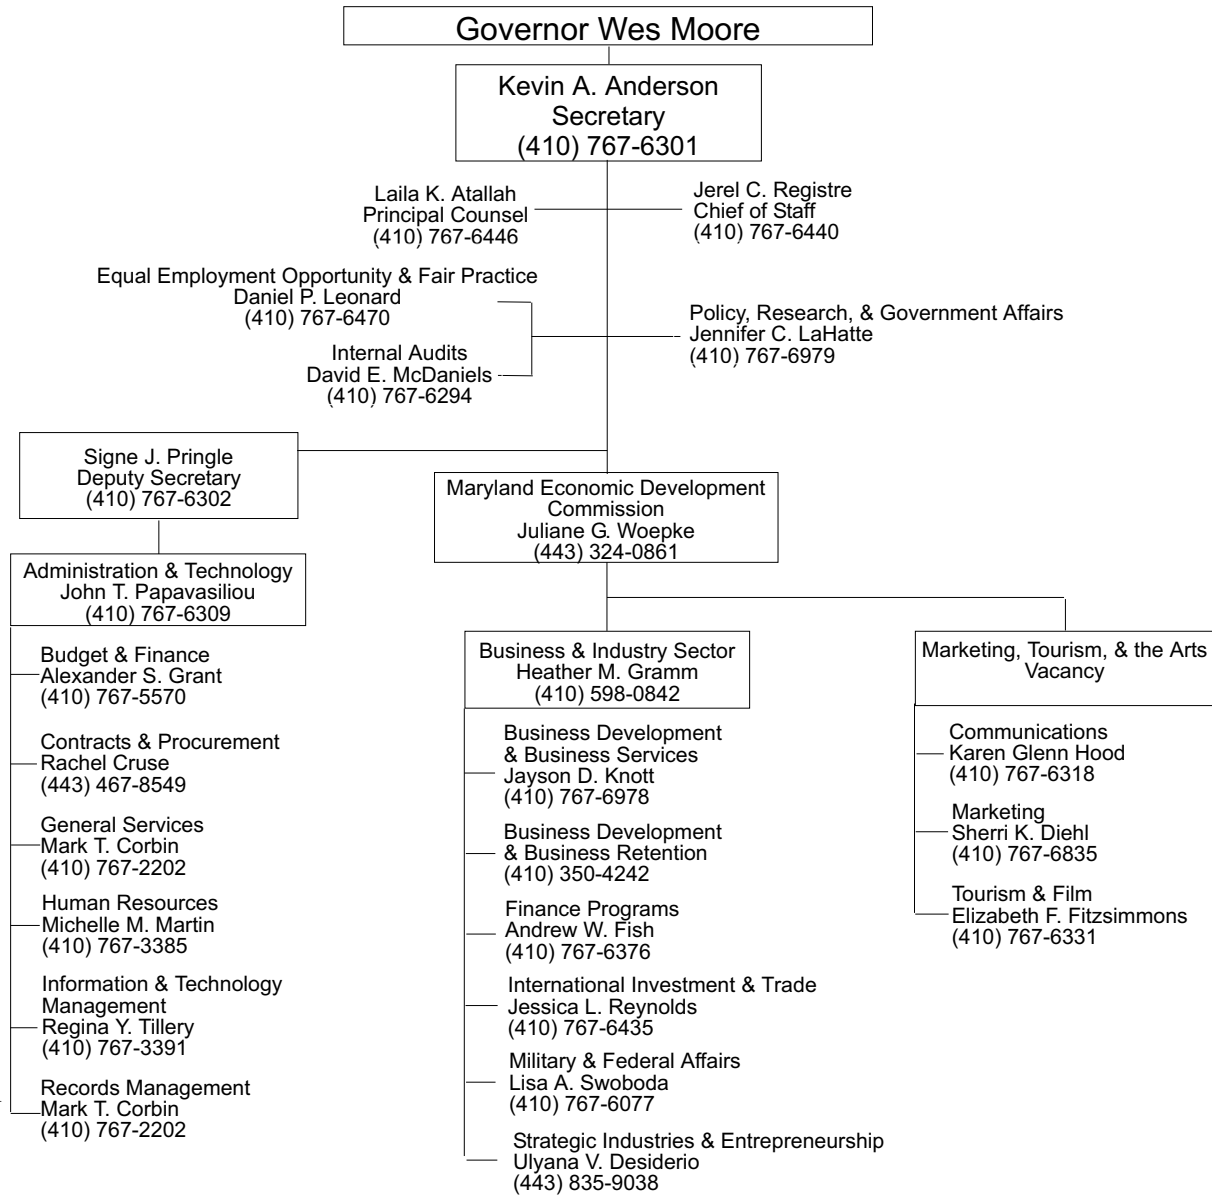 Governor Wes Moore
Kevin A. Anderson
Secretary
(410) 767-6301
Laila K. Atallah
Principal Counsel
(410) 767-6446
Jerel C. Registre
Chief of Staff
(410) 767-6440
Equal Employment Opportunity & Fair Practice
Daniel P. Leonard
(410) 767-6470
Internal Audits
David E. McDaniels
(410) 767-6294
Policy, Research, & Government Affairs
Jennifer C. LaHatte
(410) 767-6979
Signe J. Pringle
Deputy Secretary
(410) 767-6302
Maryland Economic Development
Commission
Juliane G. Woepke
(443) 324-0861
Administration & Technology
John T. Papavasiliou
(410) 767-6309
Budget & Finance
Alexander S. Grant
(410) 767-5570
Contracts & Procurement
Rachel Cruse
(443) 467-8549
General Services
Mark T. Corbin
(410) 767-2202
Human Resources
Michelle M. Martin
(410) 767-3385
Information & Technology
Management
Regina Y. Tillery
(410) 767-3391
Records Management
Mark T. Corbin
(410) 767-2202
Business & Industry Sector
Heather M. Gramm
(410) 598-0842
Business Development
& Business Services
Jayson D. Knott
(410) 767-6978
Business Development
& Business Retention
(410) 350-4242
Finance Programs
Andrew W. Fish
(410) 767-6376
International Investment & Trade
Jessica L. Reynolds
(410) 767-6435
Military & Federal Affairs
Lisa A. Swoboda
(410) 767-6077
Strategic Industries & Entrepreneurship
Ulyana V. Desiderio
(443) 835-9038
Marketing, Tourism, & the Arts
Vacancy
Communications
Karen Glenn Hood
(410) 767-6318
Marketing
Sherri K. Diehl
(410) 767-6835
Tourism & Film
Elizabeth F. Fitzsimmons
(410) 767-6331